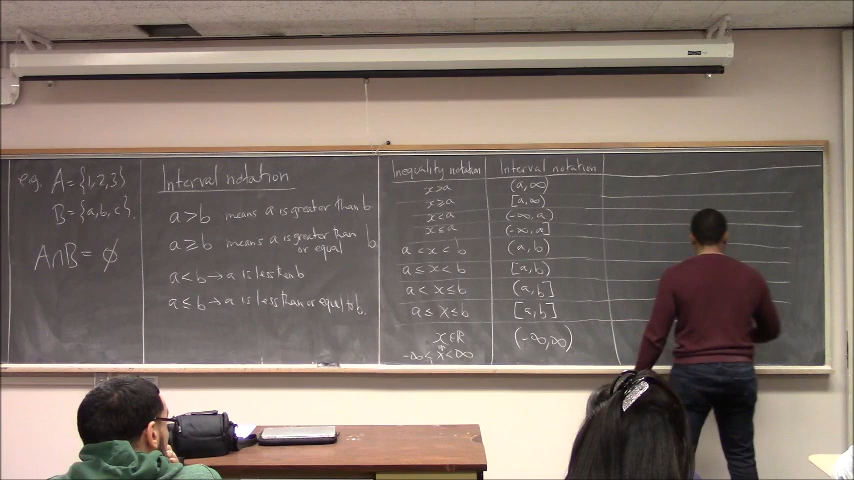 e.g. A = {1,2,3}
B = {a,b,c}.
A∩B = ∅
Interval notation
a > b means a is greater than b
a ≥ b means a is greater than or equal b
a < b → a is less than b
a ≤ b → a is less than or equal to b.
Inequality notation Interval notation
x > a (a, ∞)
x ≥ a [a, ∞)
x < a (-∞, a)
x ≤ a (-∞, a]
a < x < b (a, b)
a ≤ x < b [a, b)
a < x ≤ b (a, b]
a ≤ x ≤ b [a, b]
x ∈ ℝ (-∞, ∞)
-∞ < x < ∞